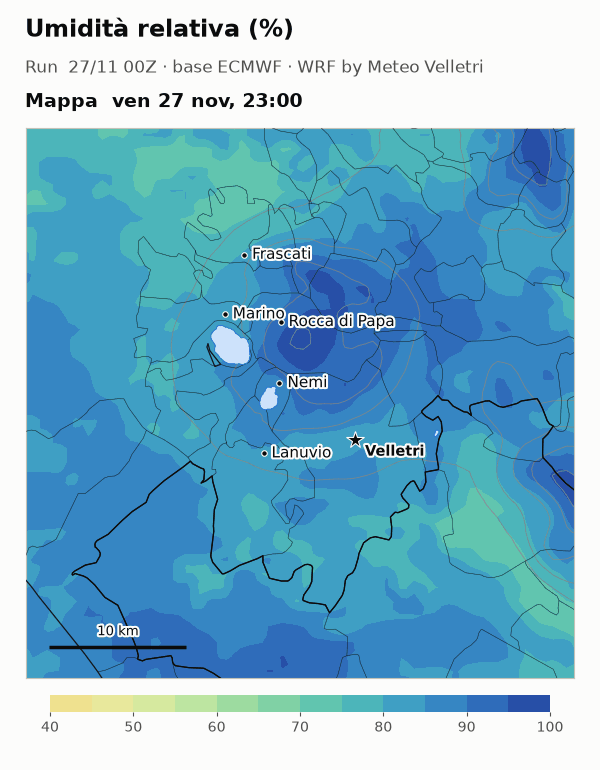 Umidità relativa (%)
Run  27/11 00Z · base ECMWF · WRF by Meteo Velletri
Mappa  ven 27 nov, 23:00
Frascati
Marino
Rocca di Papa
Nemi
Velletri
Lanuvio
10 km
40 50 60 70 80 90 100